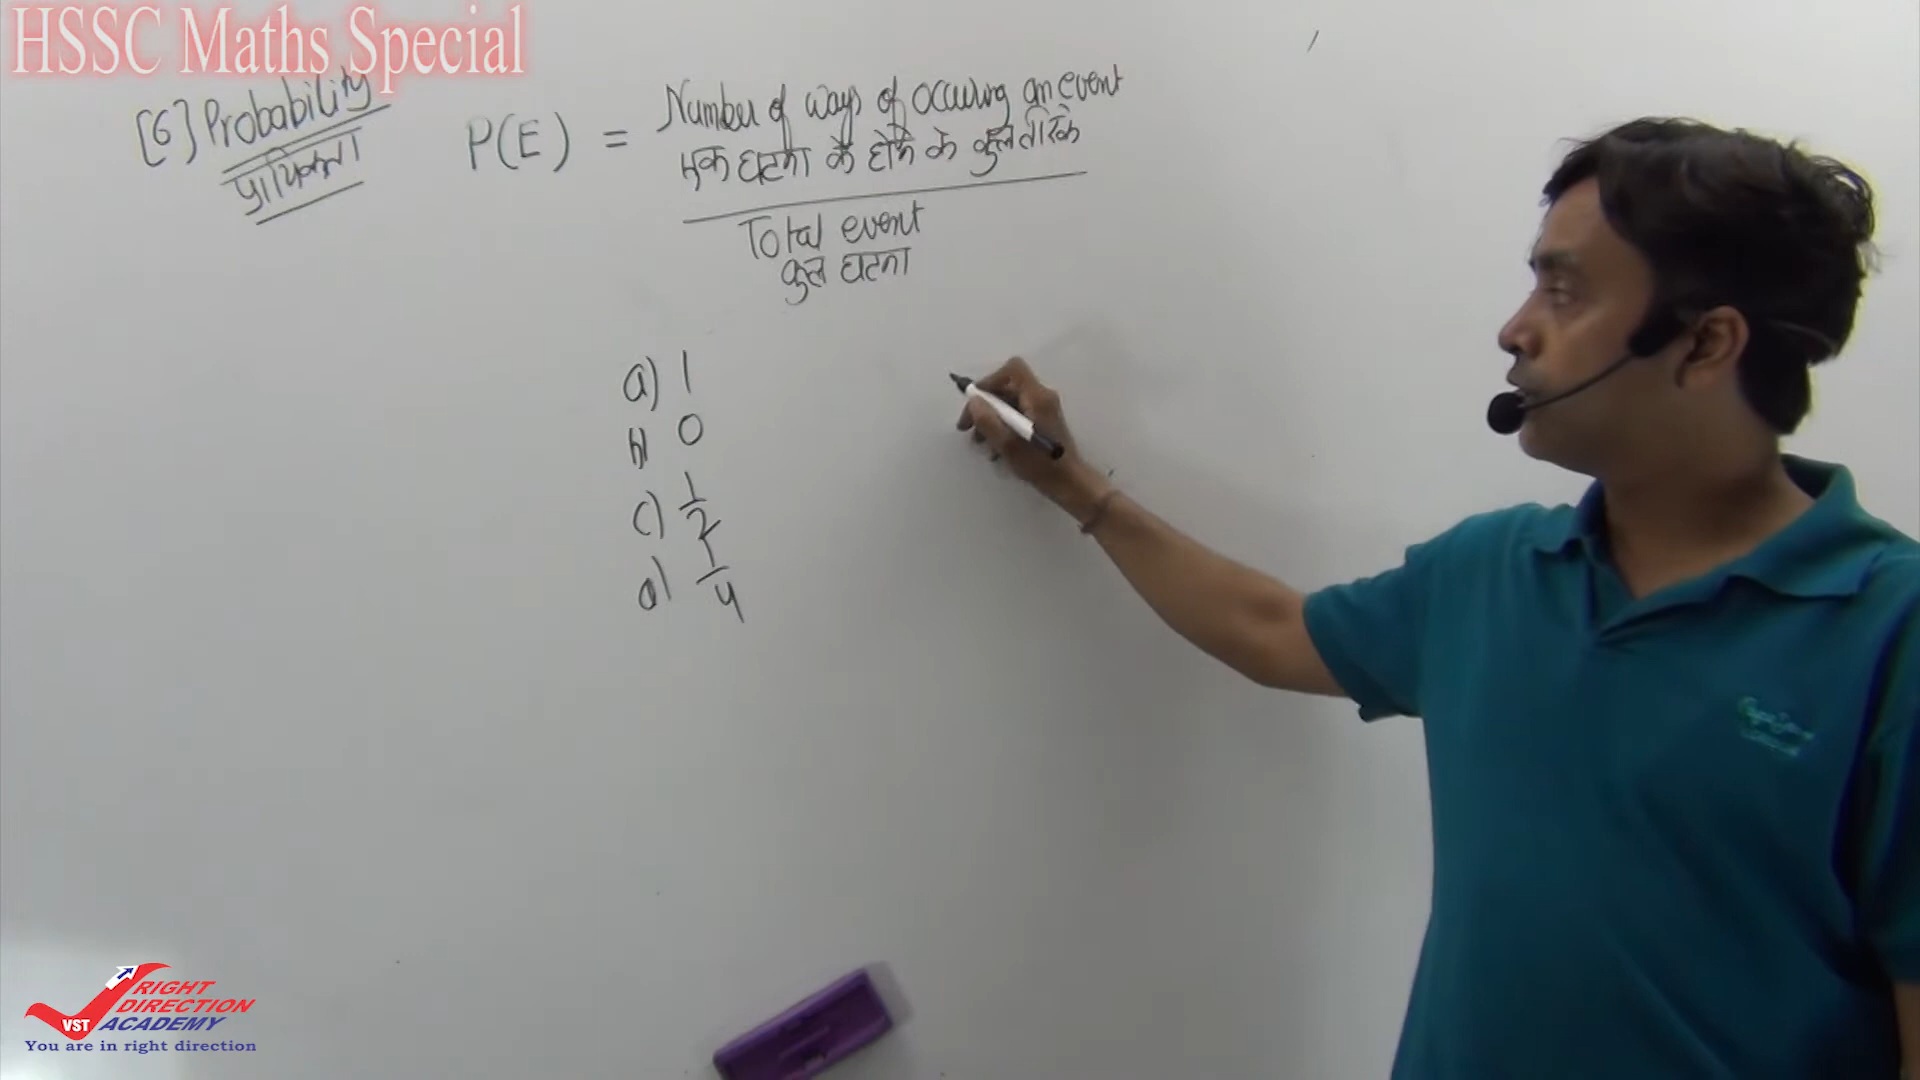 HSSC Maths Special
[6] Probability
प्रायिकता
P(E) = Number of ways of occuring an event
एक घटना के होने के कुल तरिके
Total event
कुल घटना
a) 1
b) 0
c) 1/2
d) 1/4
RIGHT
DIRECTION
VST ACADEMY
You are in right direction